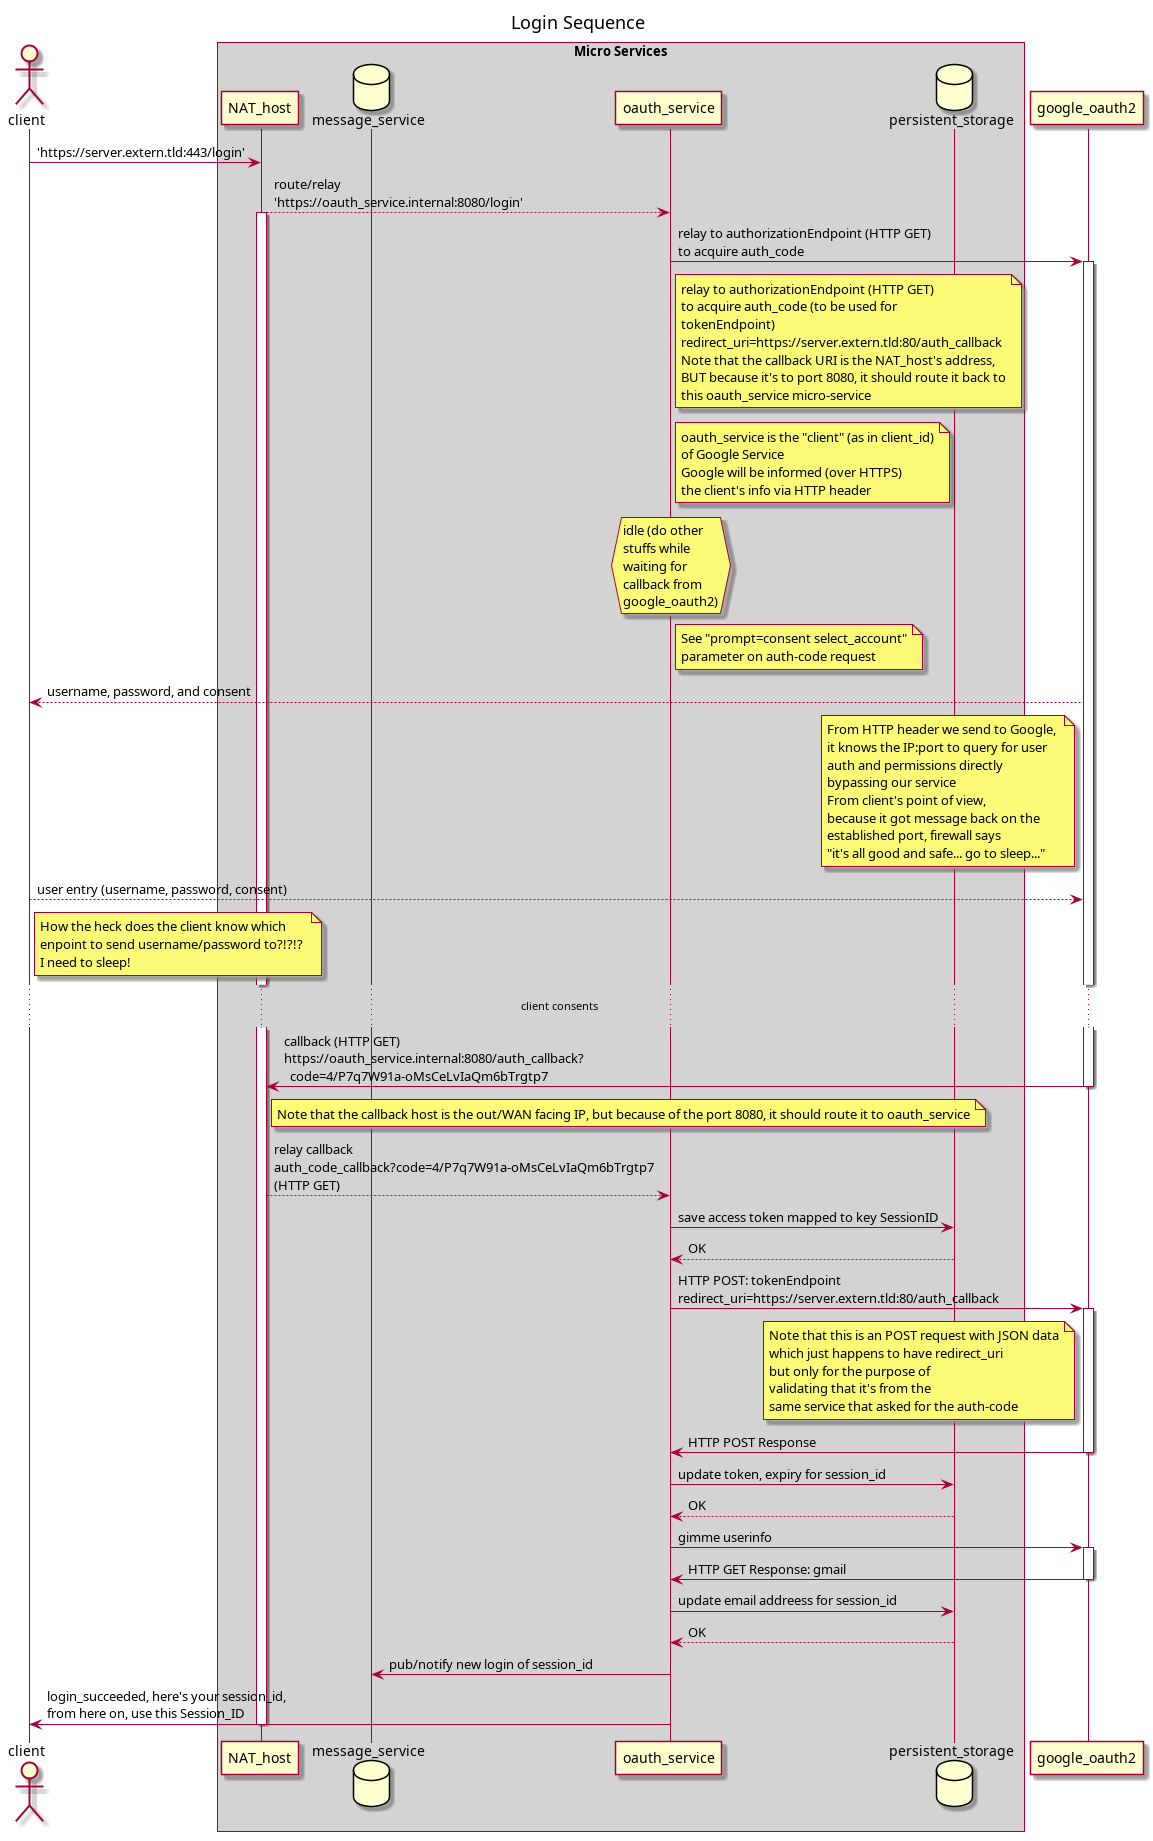 Login Sequence
Micro Services
client
NAT_host
message_service
oauth_service
persistent_storage
google_oauth2
'https://server.extern.tld:443/login'
route/relay
'https://oauth_service.internal:8080/login'
relay to authorizationEndpoint (HTTP GET)
to acquire auth_code
relay to authorizationEndpoint (HTTP GET)
to acquire auth_code (to be used for
tokenEndpoint)
redirect_uri=https://server.extern.tld:80/auth_callback
Note that the callback URI is the NAT_host's address,
BUT because it's to port 8080, it should route it back to
this oauth_service micro-service
oauth_service is the "client" (as in client_id)
of Google Service
Google will be informed (over HTTPS)
the client's info via HTTP header
idle (do other
stuffs while
waiting for
callback from
google_oauth2)
See "prompt=consent select_account"
parameter on auth-code request
username, password, and consent
From HTTP header we send to Google,
it knows the IP:port to query for user
auth and permissions directly
bypassing our service
From client's point of view,
because it got message back on the
established port, firewall says
"it's all good and safe... go to sleep..."
user entry (username, password, consent)
How the heck does the client know which
enpoint to send username/password to?!?!?
I need to sleep!
client consents
callback (HTTP GET)
https://oauth_service.internal:8080/auth_callback?
code=4/P7q7W91a-oMsCeLvIaQm6bTrgtp7
Note that the callback host is the out/WAN facing IP, but because of the port 8080, it should route it to oauth_service
relay callback
auth_code_callback?code=4/P7q7W91a-oMsCeLvIaQm6bTrgtp7
(HTTP GET)
save access token mapped to key SessionID
OK
HTTP POST: tokenEndpoint
redirect_uri=https://server.extern.tld:80/auth_callback
Note that this is an POST request with JSON data
which just happens to have redirect_uri
but only for the purpose of
validating that it's from the
same service that asked for the auth-code
HTTP POST Response
update token, expiry for session_id
OK
gimme userinfo
HTTP GET Response: gmail
update email addreess for session_id
OK
pub/notify new login of session_id
login_succeeded, here's your session_id,
from here on, use this Session_ID
client
NAT_host
message_service
oauth_service
persistent_storage
google_oauth2